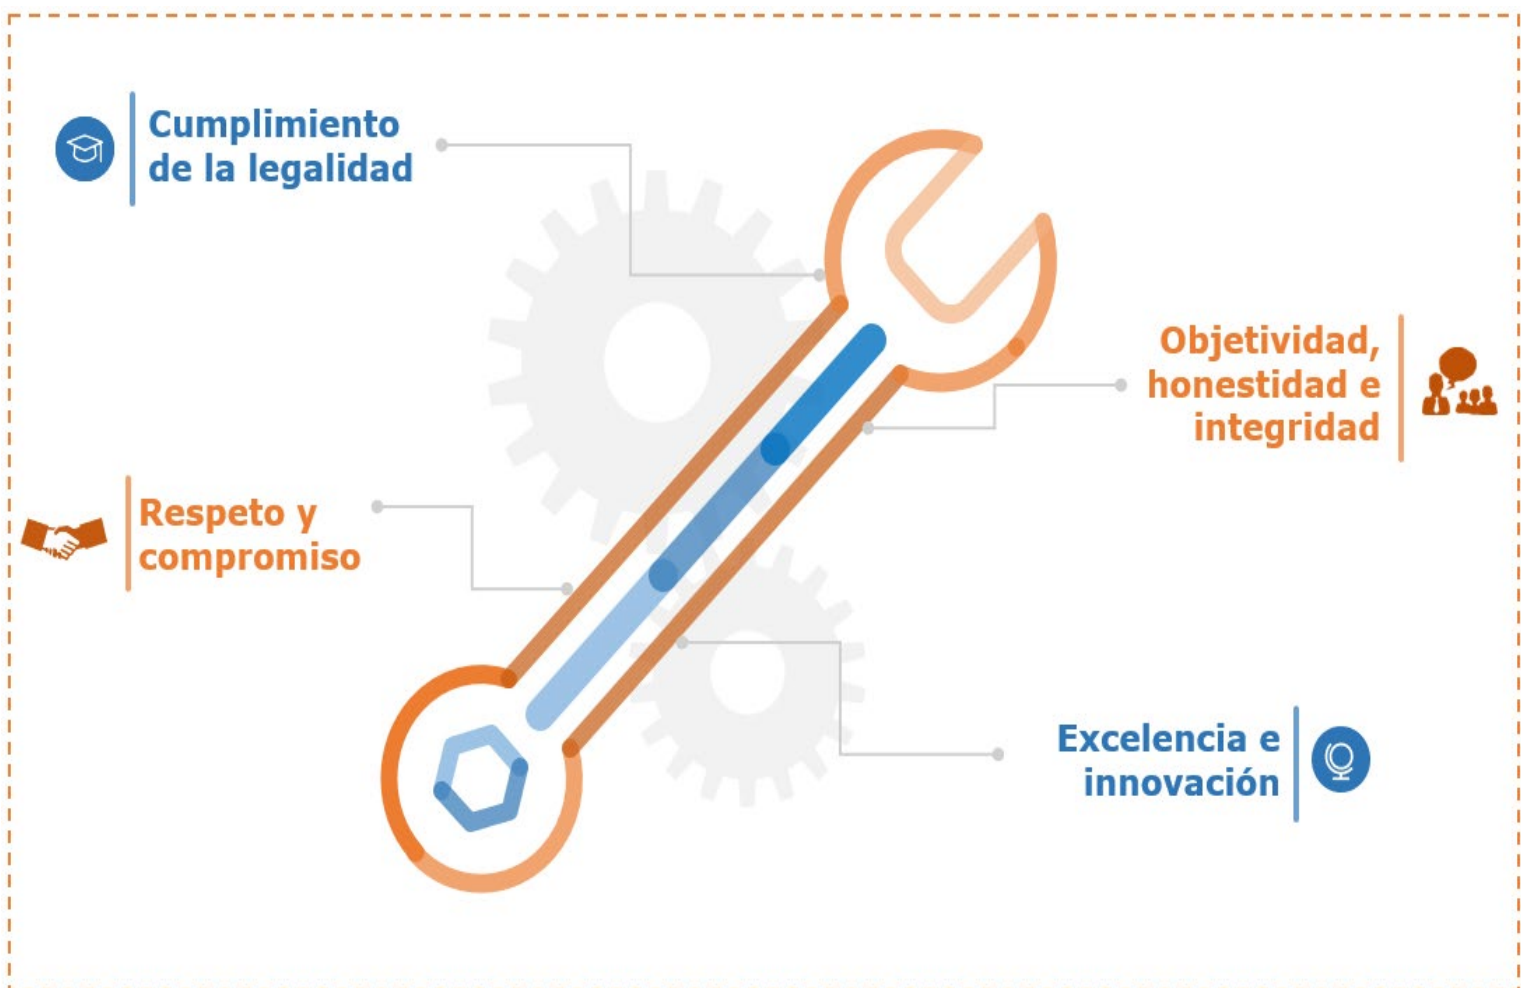 Cumplimiento
de la legalidad
Objetividad,
honestidad e
integridad
Respeto y
compromiso
Excelencia e
innovación